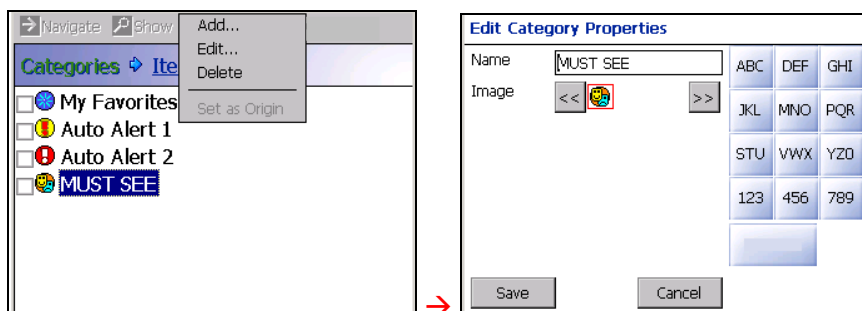 Navigate Show
Add...
Edit...
Delete
Set as Origin
Categories Ite
My Favorites
Auto Alert 1
Auto Alert 2
MUST SEE
→
Edit Category Properties
Name MUST SEE
Image << >>
ABC DEF GHI
JKL MNO PQR
STU VWX YZ0
123 456 789
Save Cancel